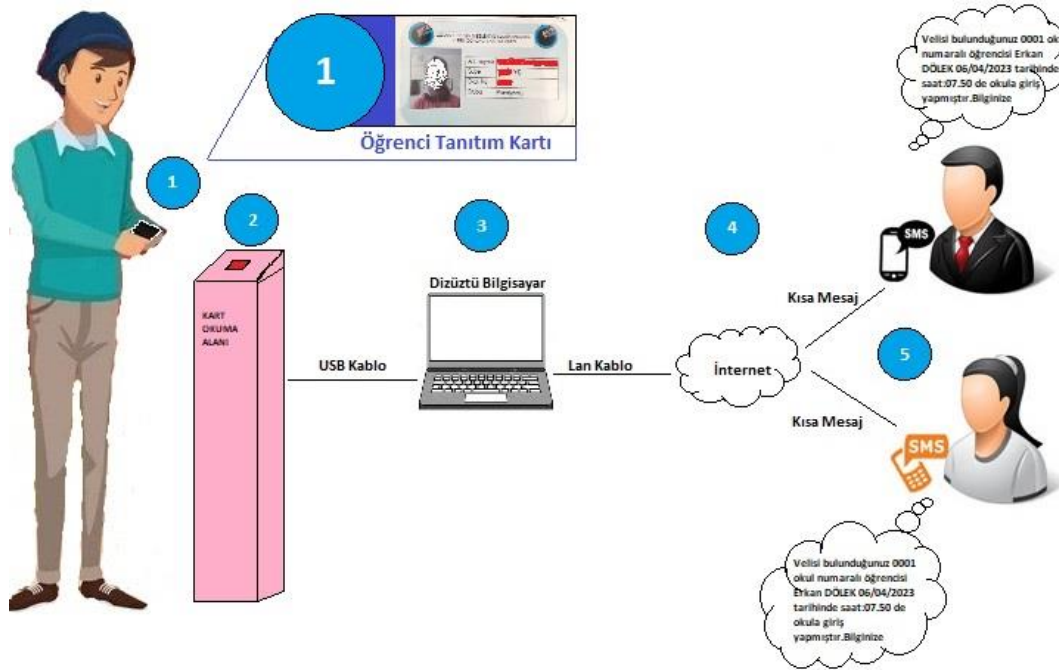 1
Öğrenci Tanıtım Kartı
Velisi bulunduğunuz 0001 oku
numaralı öğrencisi Erkan
DÖLEK 06/04/2023 tarihinde
saat:07.50 de okula giriş
yapmıştır.Bilginize
1
2
3
4
SMS
KART
OKUMA
ALANI
Dizüstü Bilgisayar
USB Kablo
Lan Kablo
İnternet
Kısa Mesaj
5
Kısa Mesaj
SMS
Velisi bulunduğunuz 0001
okul numaralı öğrencisi
Erkan DÖLEK 06/04/2023
tarihinde saat:07.50 de
okula giriş
yapmıştır.Bilginize